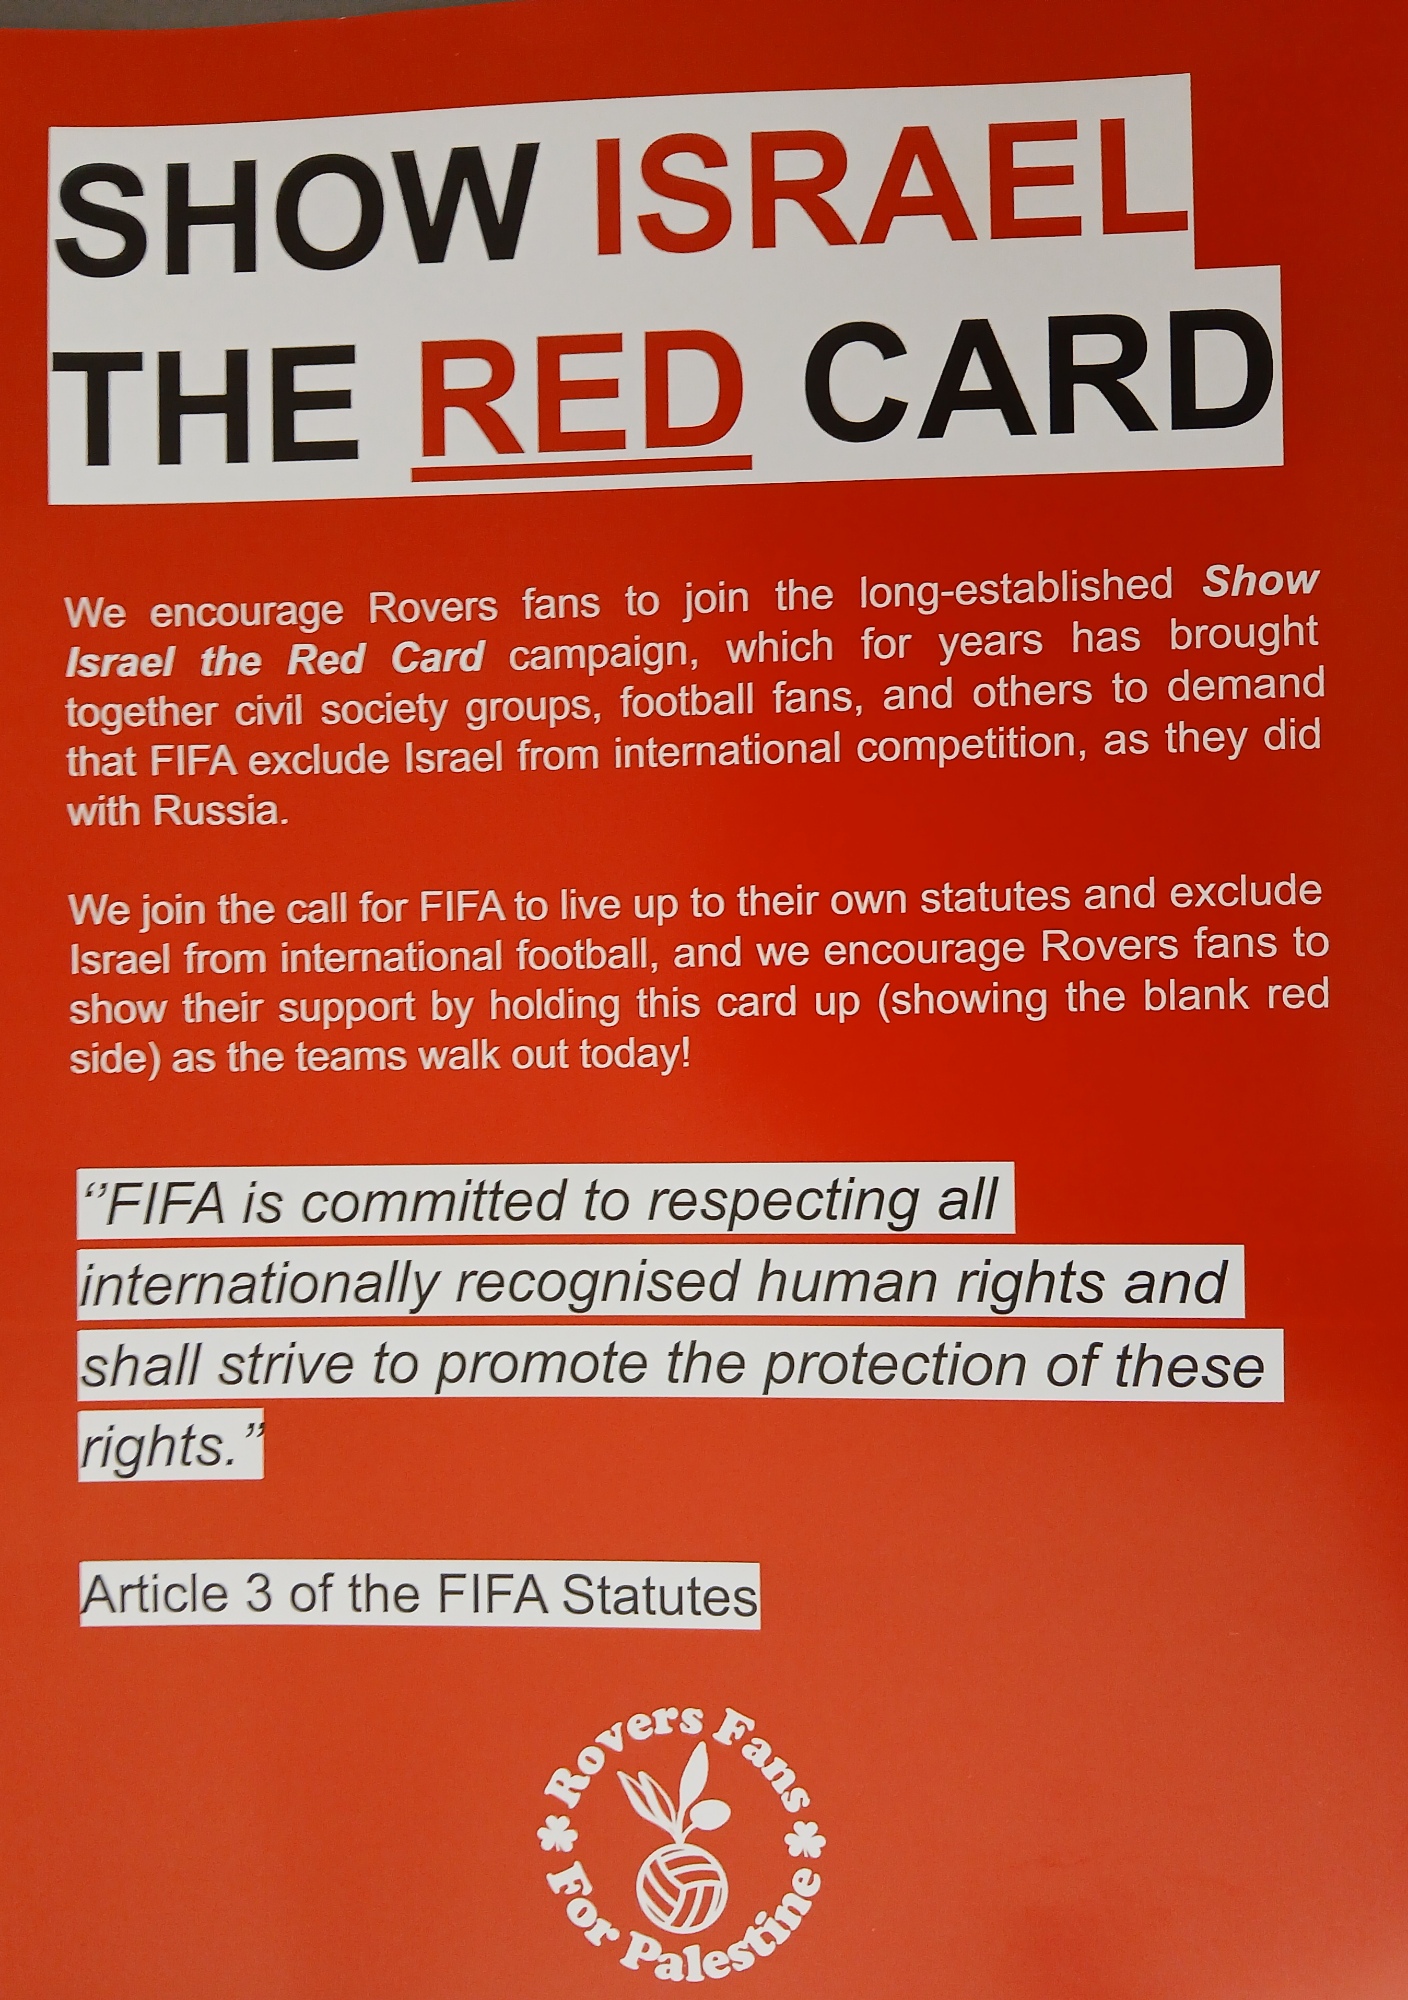 SHOW ISRAEL
THE RED CARD
We encourage Rovers fans to join the long-established Show
Israel the Red Card campaign, which for years has brought
together civil society groups, football fans, and others to demand
that FIFA exclude Israel from international competition, as they did
with Russia.
We join the call for FIFA to live up to their own statutes and exclude
Israel from international football, and we encourage Rovers fans to
show their support by holding this card up (showing the blank red
side) as the teams walk out today!
‘’FIFA is committed to respecting all
internationally recognised human rights and
shall strive to promote the protection of these
rights.’’
Article 3 of the FIFA Statutes
Rovers Fans
For Palestine